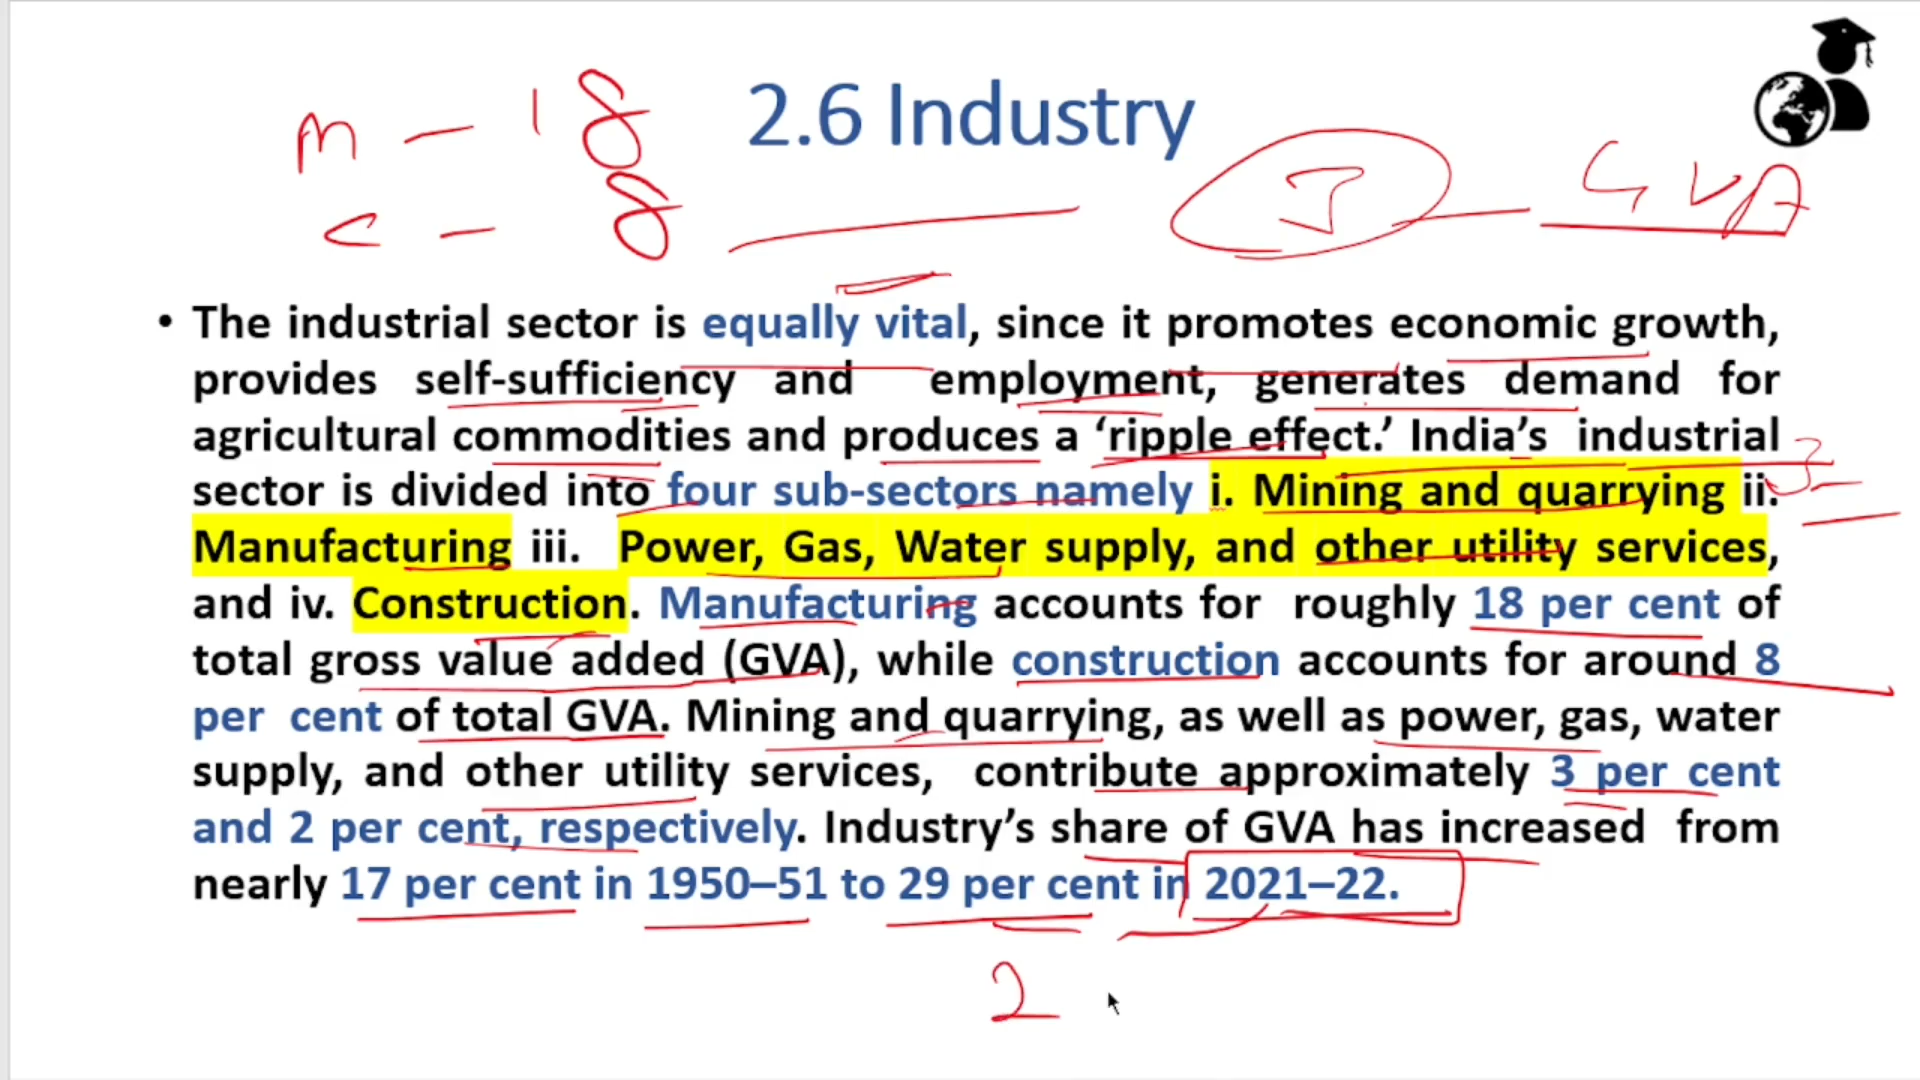 m - 18
2.6 Industry
c - 8
I - GVA
• The industrial sector is equally vital, since it promotes economic growth,
provides self-sufficiency and employment, generates demand for
agricultural commodities and produces a ‘ripple effect.’ India’s industrial
sector is divided into four sub-sectors namely i. Mining and quarrying ii.
Manufacturing iii. Power, Gas, Water supply, and other utility services,
and iv. Construction. Manufacturing accounts for roughly 18 per cent of
total gross value added (GVA), while construction accounts for around 8
per cent of total GVA. Mining and quarrying, as well as power, gas, water
supply, and other utility services, contribute approximately 3 per cent
and 2 per cent, respectively. Industry’s share of GVA has increased from
nearly 17 per cent in 1950–51 to 29 per cent in 2021–22.
2